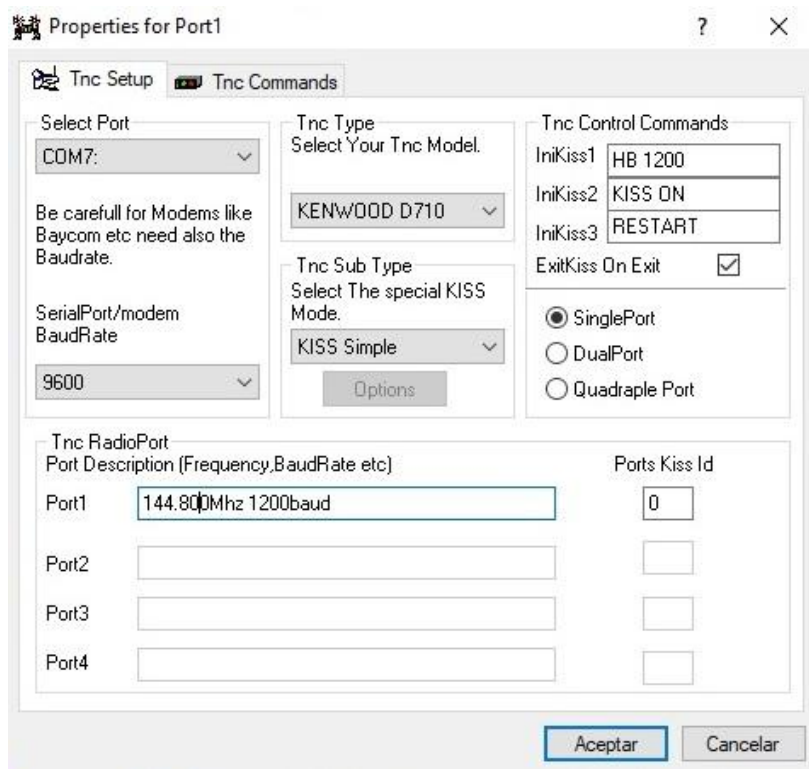 Properties for Port1
?
Tnc Setup
Tnc Commands
Select Port
COM7:
Be carefull for Modems like
Baycom etc need also the
Baudrate.
SerialPort/modem
BaudRate
9600
Tnc Type
Select Your Tnc Model.
KENWOOD D710
Tnc Sub Type
Select The special KISS
Mode.
KISS Simple
Options
Tnc Control Commands
IniKiss1 HB 1200
IniKiss2 KISS ON
IniKiss3 RESTART
ExitKiss On Exit
SinglePort
DualPort
Quadraple Port
Tnc RadioPort
Port Description (Frequency,BaudRate etc)
Ports Kiss Id
Port1 144.800Mhz 1200baud 0
Port2
Port3
Port4
Aceptar
Cancelar